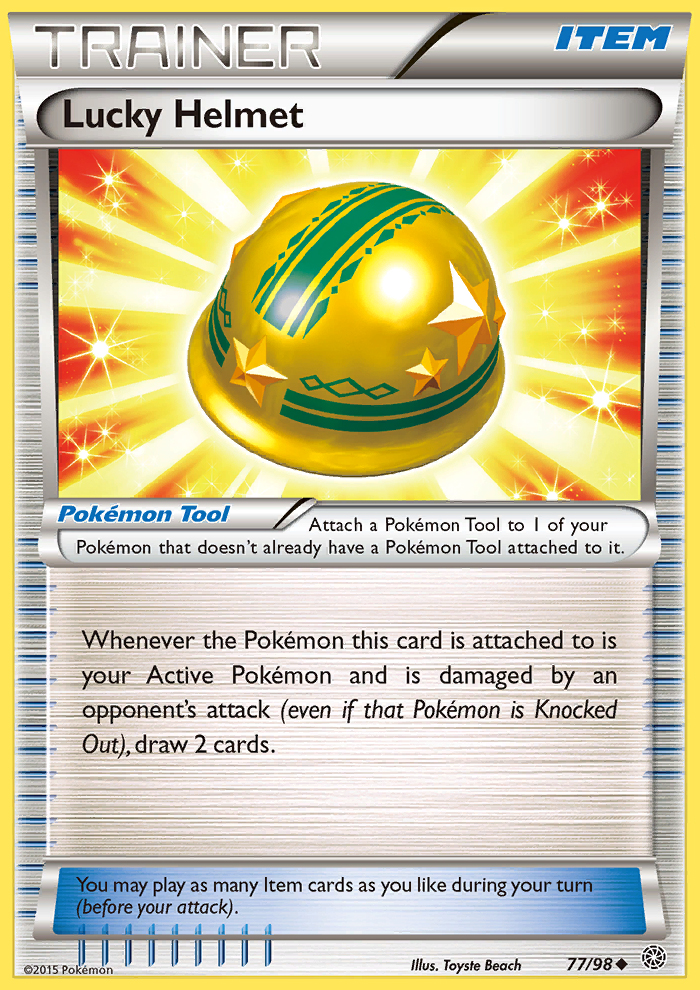 TRAINER
ITEM
Lucky Helmet
Pokémon Tool
Attach a Pokémon Tool to 1 of your
Pokémon that doesn't already have a Pokémon Tool attached to it.
Whenever the Pokémon this card is attached to is
your Active Pokémon and is damaged by an
opponent's attack (even if that Pokémon is Knocked
Out), draw 2 cards.
You may play as many Item cards as you like during your turn
(before your attack).
©2015 Pokémon
Illus. Toyste Beach
77/98